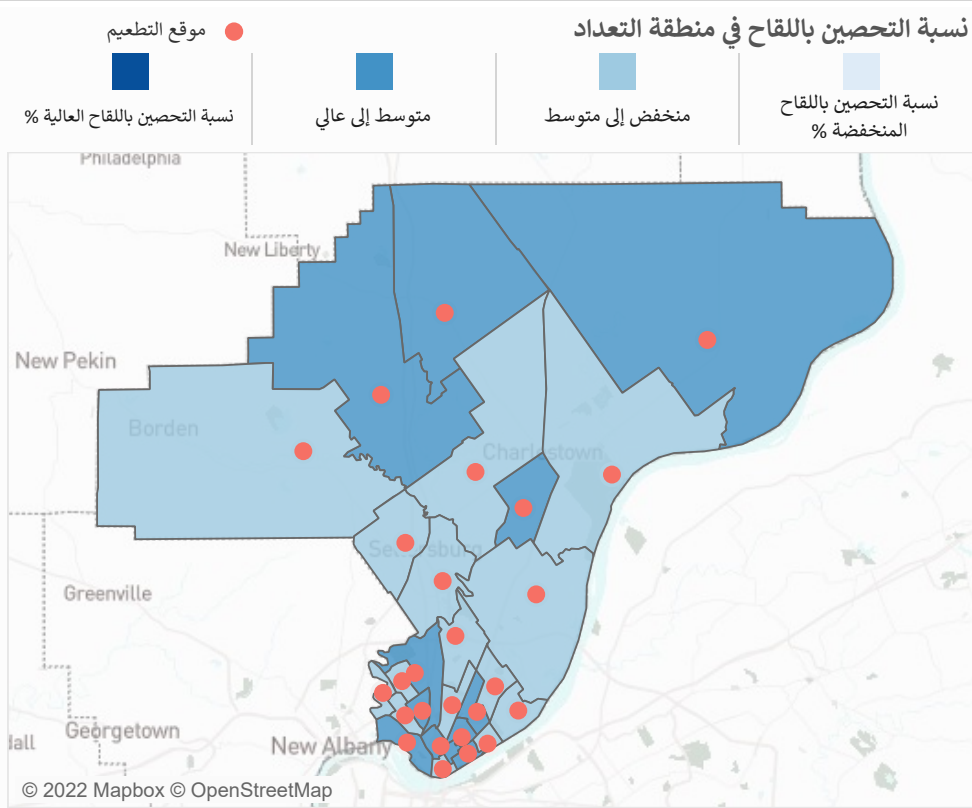 نسبة التحصين باللقاح في منطقة التعداد
موقع التطعيم
نسبة التحصين باللقاح
المنخفضة %
منخفض إلى متوسط
متوسط إلى عالي
نسبة التحصين باللقاح العالية %
Philadelphia
New Liberty
New Pekin
Borden
Charlestown
Greenville
Georgetown
New Albany
© 2022 Mapbox © OpenStreetMap